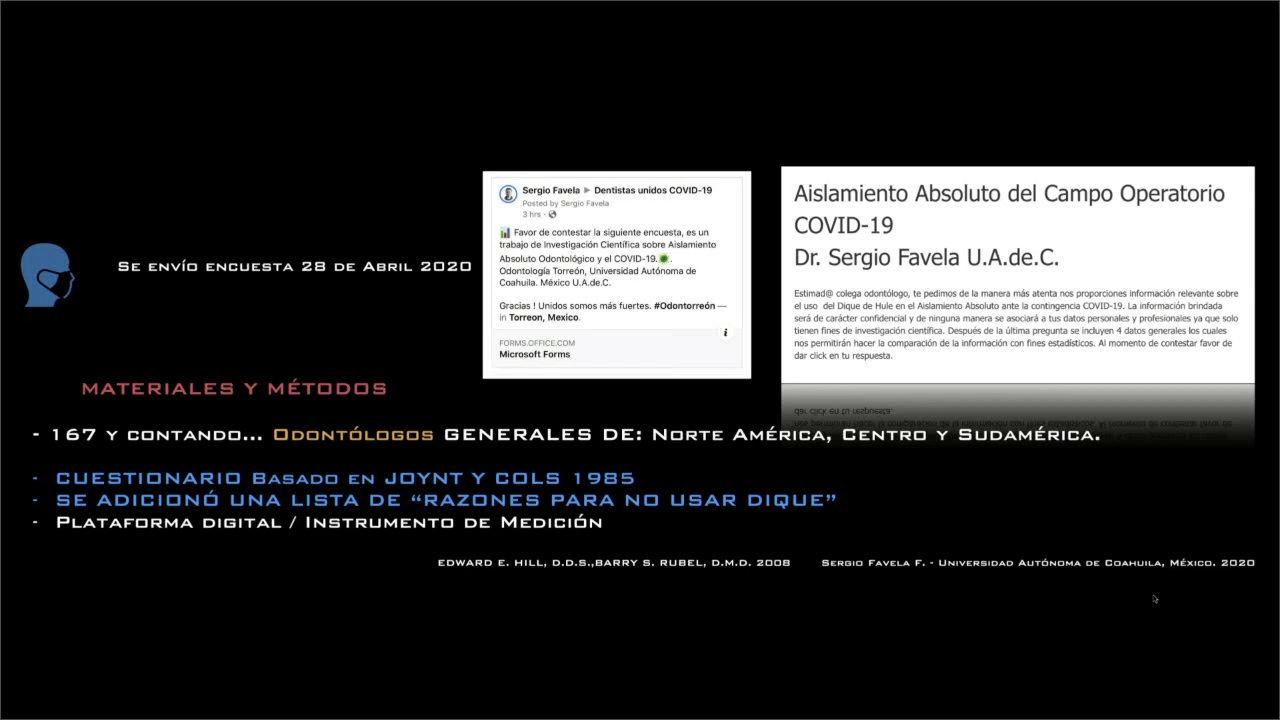 Se envío encuesta 28 de Abril 2020
Sergio Favela ▶ Dentistas unidos COVID-19
Posted by Sergio Favela
3 hrs ·
📊 Favor de contestar la siguiente encuesta, es un
trabajo de Investigación Científica sobre Aislamiento
Absoluto Odontológico y el COVID-19.
Odontología Torreón, Universidad Autónoma de
Coahuila. México U.A.de.C.
Gracias ! Unidos somos más fuertes. #Odontorreón —
in Torreon, Mexico.
i
FORMS.OFFICE.COM
Microsoft Forms
Aislamiento Absoluto del Campo Operatorio
COVID-19
Dr. Sergio Favela U.A.de.C.
Estimad@ colega odontólogo, te pedimos de la manera más atenta nos proporciones información relevante sobre
el uso del Dique de Hule en el Aislamiento Absoluto ante la contingencia COVID-19. La información brindada
será de carácter confidencial y de ninguna manera se asociará a tus datos personales y profesionales ya que solo
tienen fines de investigación científica. Después de la última pregunta se incluyen 4 datos generales los cuales
nos permitirán hacer la comparación de la información con fines estadísticos. Al momento de contestar favor de
dar click en tu respuesta.
MATERIALES Y MÉTODOS
- 167 y contando... Odontólogos GENERALES DE: Norte América, Centro y Sudamérica.
- CUESTIONARIO Basado en JOYNT Y COLS 1985
- SE ADICIONÓ UNA LISTA DE “RAZONES PARA NO USAR DIQUE”
- Plataforma digital / Instrumento de Medición
EDWARD E. HILL, D.D.S.,BARRY S. RUBEL, D.M.D. 2008
Sergio Favela F. - Universidad Autónoma de Coahuila, México. 2020